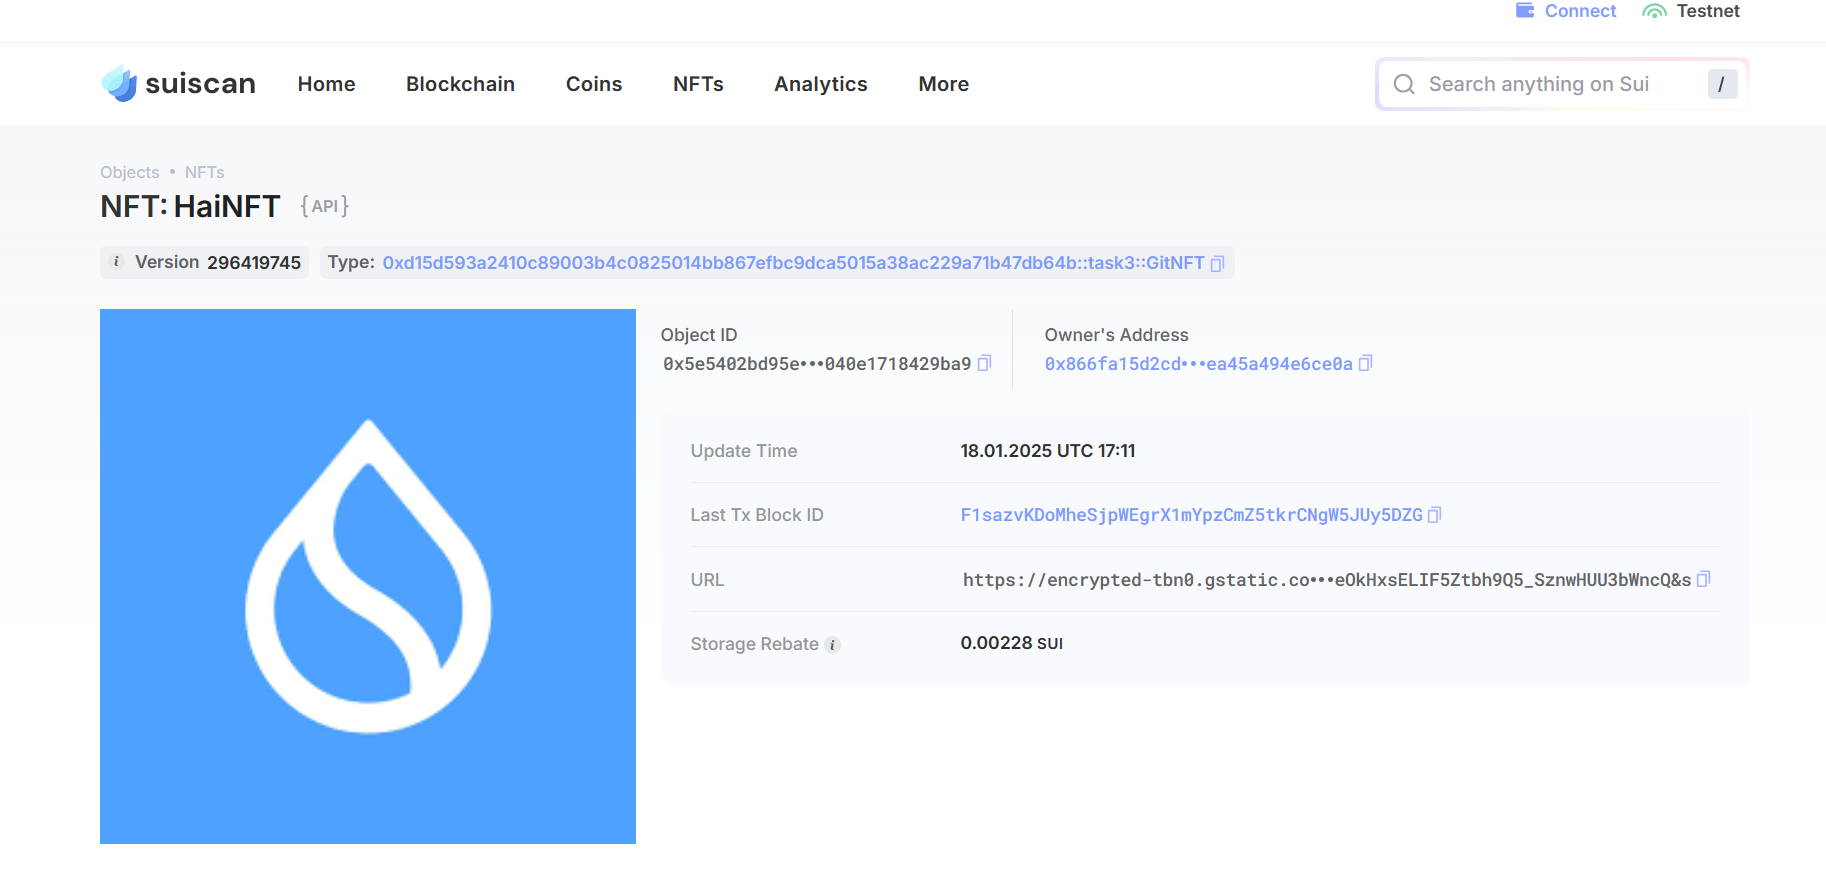 Connect Testnet
suiscan Home Blockchain Coins NFTs Analytics More Search anything on Sui /
Objects • NFTs
NFT: HaiNFT {API}
i Version 296419745 Type: 0xd15d593a2410c89003b4c0825014bb867efbc9dca5015a38ac229a71b47db64b::task3::GitNFT
Object ID
0x5e5402bd95e•••040e1718429ba9
Owner's Address
0x866fa15d2cd•••ea45a494e6ce0a
Update Time 18.01.2025 UTC 17:11
Last Tx Block ID F1sazvKDoMheSjpWEgrX1mYpzCmZ5tkrCNgW5JUy5DZG
URL https://encrypted-tbn0.gstatic.co•••eOkHxsELIF5Ztbh9Q5_SznwHUU3bWncQ&s
Storage Rebate i 0.00228 SUI